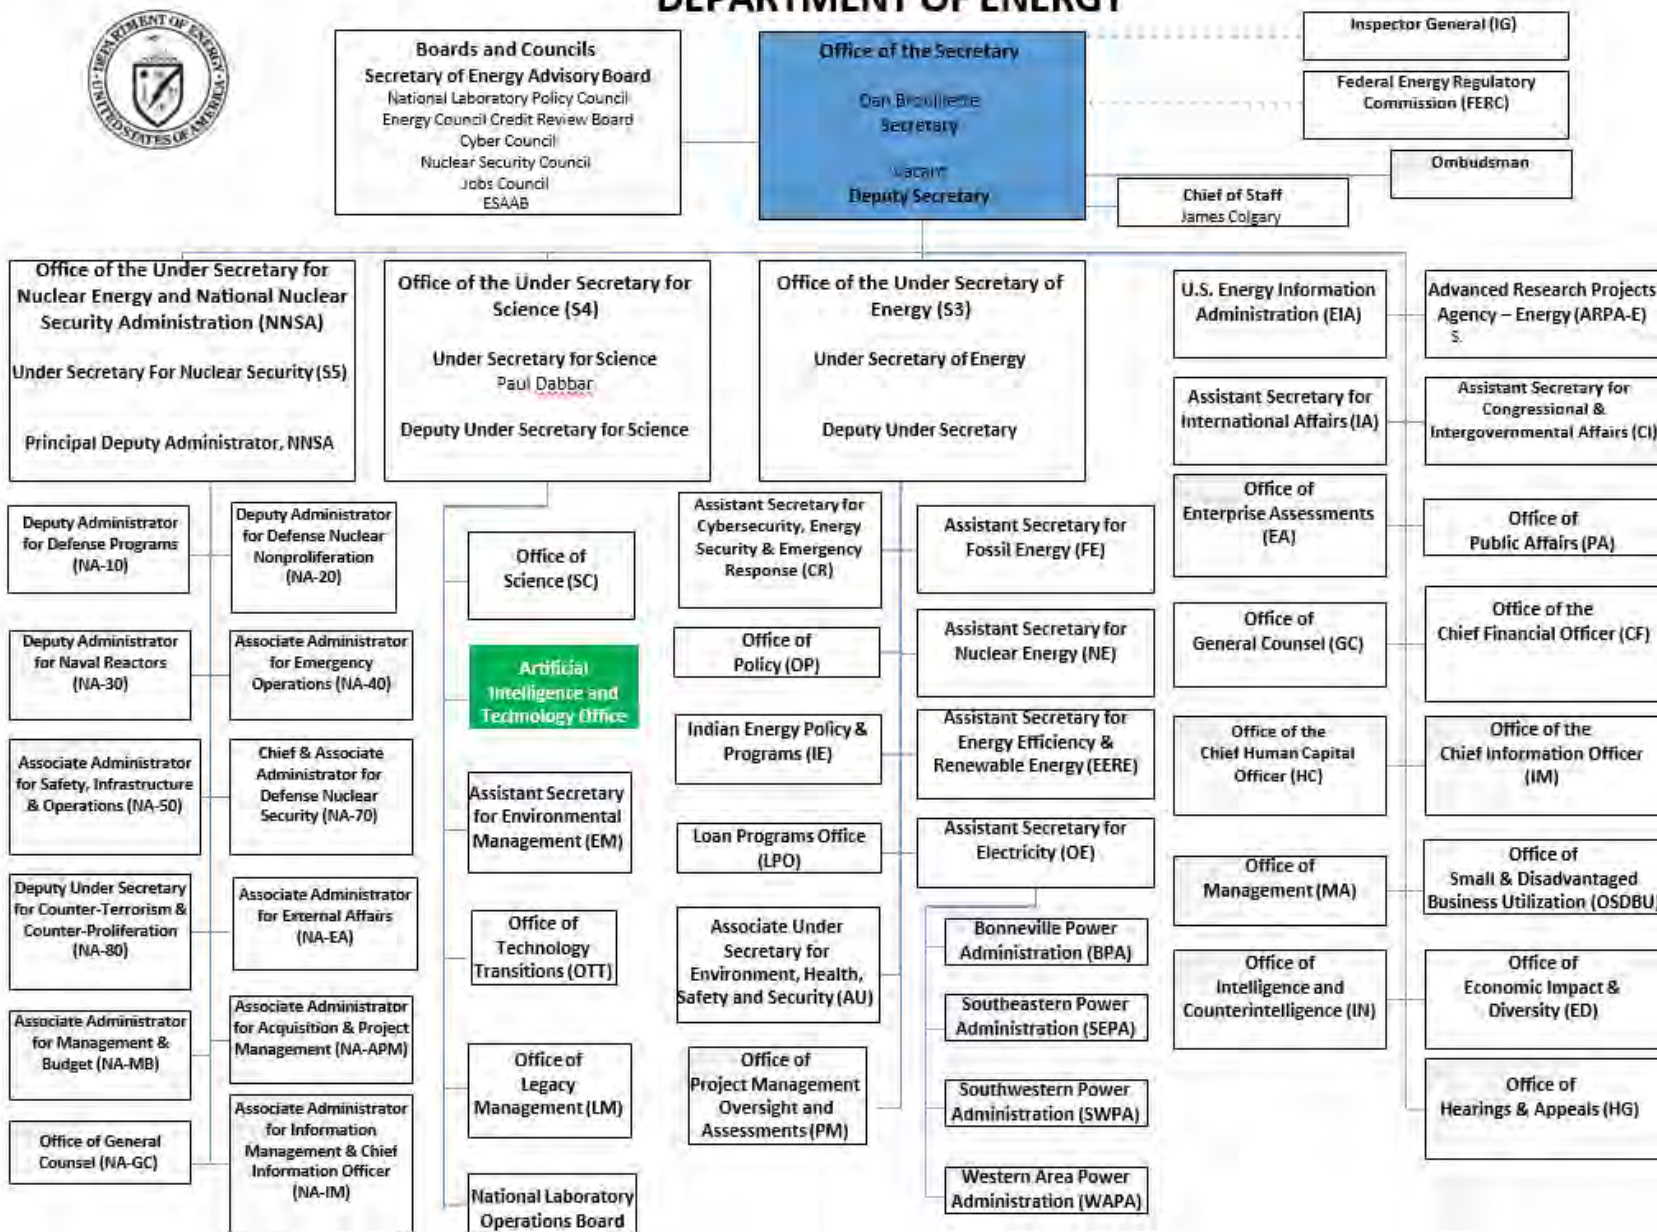 DEPARTMENT OF ENERGY
DEPARTMENT OF ENERGY
UNITED STATES OF AMERICA
Boards and Councils
Secretary of Energy Advisory Board
National Laboratory Policy Council
Energy Council Credit Review Board
Cyber Council
Nuclear Security Council
Jobs Council
ESAAB
Office of the Secretary
Dan Brouillette
Secretary
Vacant
Deputy Secretary
Inspector General (IG)
Federal Energy Regulatory
Commission (FERC)
Ombudsman
Chief of Staff
James Colgary
Office of the Under Secretary for
Nuclear Energy and National Nuclear
Security Administration (NNSA)
Under Secretary For Nuclear Security (S5)
Principal Deputy Administrator, NNSA
Office of the Under Secretary for
Science (S4)
Under Secretary for Science
Paul Dabbar
Deputy Under Secretary for Science
Office of the Under Secretary of
Energy (S3)
Under Secretary of Energy
Deputy Under Secretary
U.S. Energy Information
Administration (EIA)
Advanced Research Projects
Agency – Energy (ARPA-E)
S.
Assistant Secretary for
International Affairs (IA)
Assistant Secretary for
Congressional &
Intergovernmental Affairs (CI)
Office of
Enterprise Assessments
(EA)
Office of
Public Affairs (PA)
Office of
General Counsel (GC)
Office of the
Chief Financial Officer (CF)
Office of the
Chief Human Capital
Officer (HC)
Office of the
Chief Information Officer
(IM)
Office of
Management (MA)
Office of
Small & Disadvantaged
Business Utilization (OSDBU)
Office of
Intelligence and
Counterintelligence (IN)
Office of
Economic Impact &
Diversity (ED)
Office of
Hearings & Appeals (HG)
Deputy Administrator
for Defense Programs
(NA-10)
Deputy Administrator
for Defense Nuclear
Nonproliferation
(NA-20)
Deputy Administrator
for Naval Reactors
(NA-30)
Associate Administrator
for Emergency
Operations (NA-40)
Associate Administrator
for Safety, Infrastructure
& Operations (NA-50)
Chief & Associate
Administrator for
Defense Nuclear
Security (NA-70)
Deputy Under Secretary
for Counter-Terrorism &
Counter-Proliferation
(NA-80)
Associate Administrator
for External Affairs
(NA-EA)
Associate Administrator
for Management &
Budget (NA-MB)
Associate Administrator
for Acquisition & Project
Management (NA-APM)
Office of General
Counsel (NA-GC)
Associate Administrator
for Information
Management & Chief
Information Officer
(NA-IM)
Office of
Science (SC)
Artificial
Intelligence and
Technology Office
Assistant Secretary
for Environmental
Management (EM)
Office of
Technology
Transitions (OTT)
Office of
Legacy
Management (LM)
National Laboratory
Operations Board
Assistant Secretary for
Cybersecurity, Energy
Security & Emergency
Response (CR)
Assistant Secretary for
Fossil Energy (FE)
Office of
Policy (OP)
Assistant Secretary for
Nuclear Energy (NE)
Indian Energy Policy &
Programs (IE)
Assistant Secretary for
Energy Efficiency &
Renewable Energy (EERE)
Loan Programs Office
(LPO)
Assistant Secretary for
Electricity (OE)
Associate Under
Secretary for
Environment, Health,
Safety and Security (AU)
Office of
Project Management
Oversight and
Assessments (PM)
Bonneville Power
Administration (BPA)
Southeastern Power
Administration (SEPA)
Southwestern Power
Administration (SWPA)
Western Area Power
Administration (WAPA)